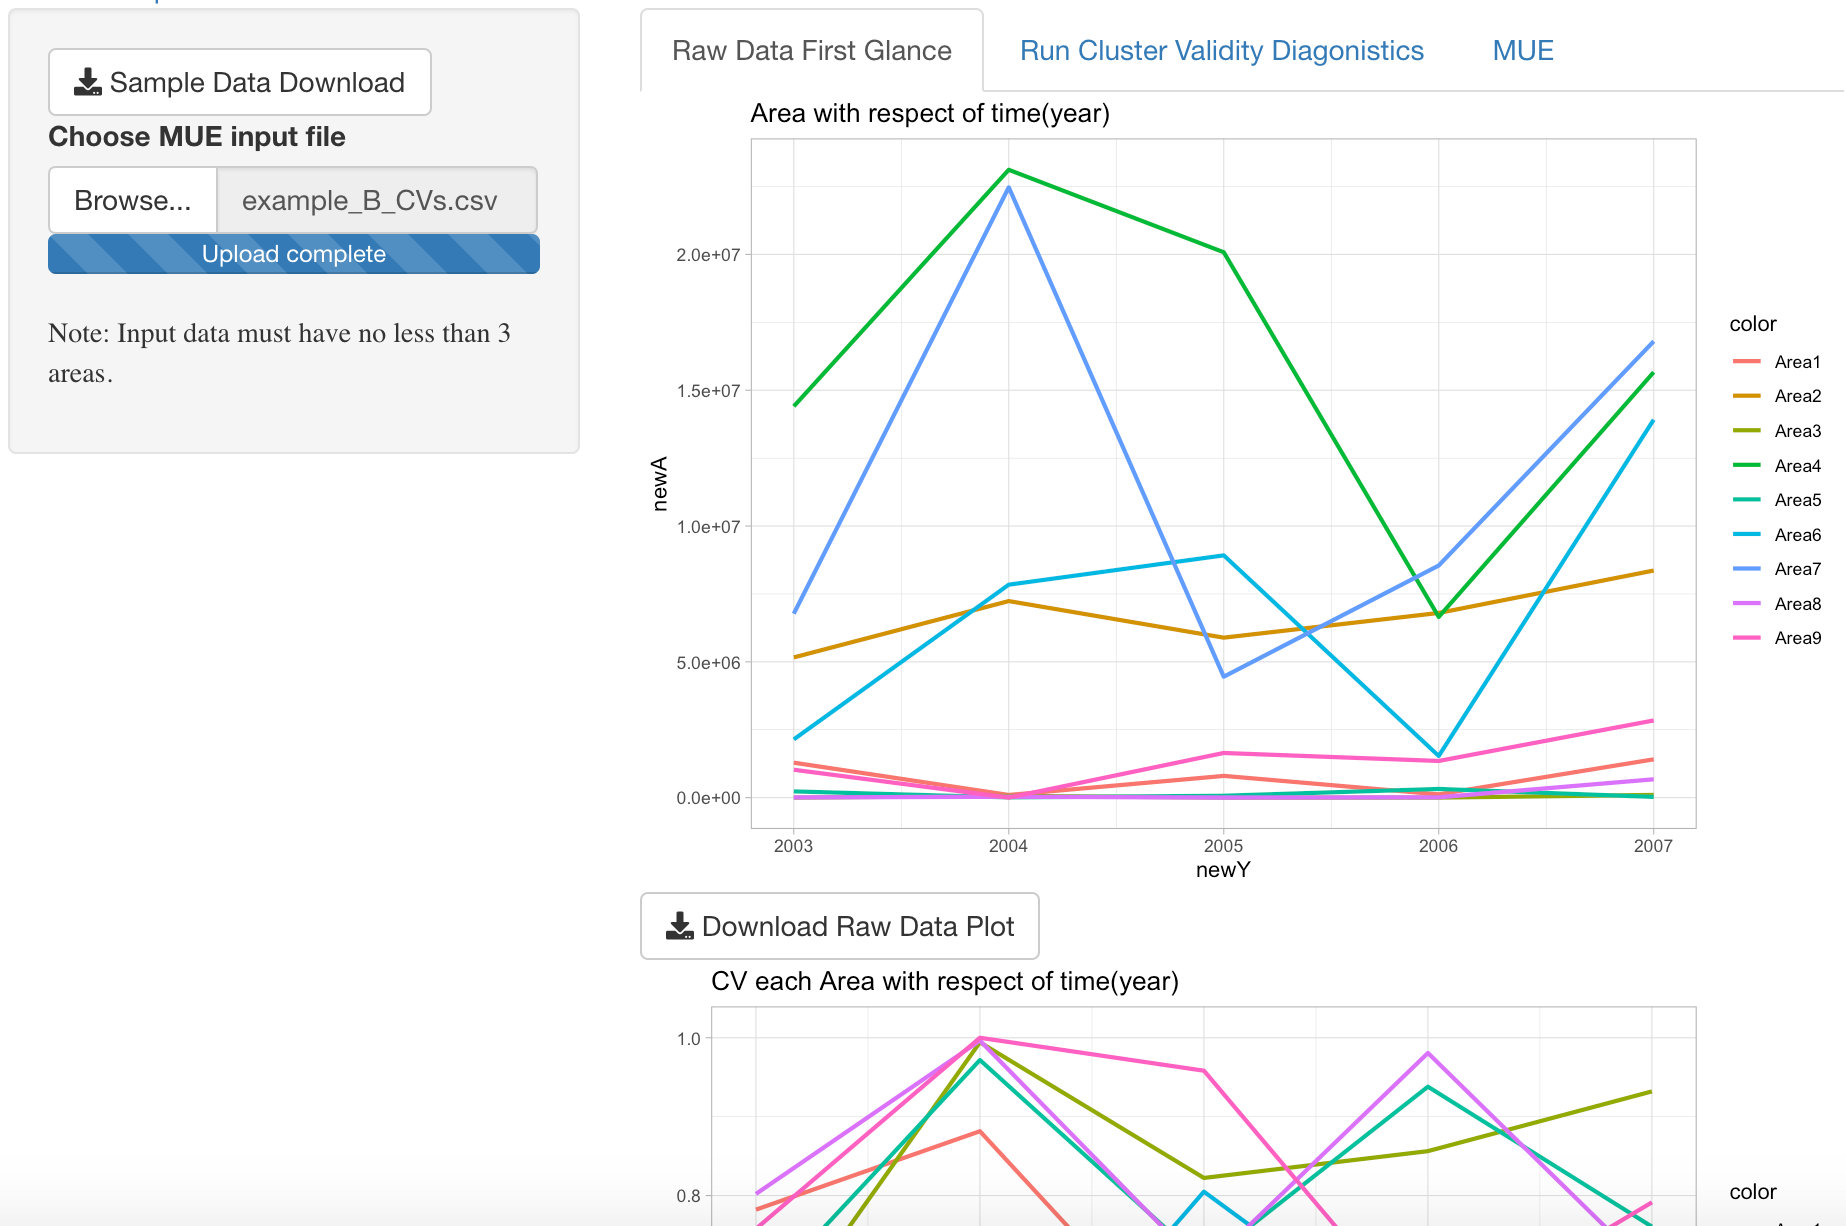 Sample Data Download
Choose MUE input file
Browse...
example_B_CVs.csv
Upload complete
Note: Input data must have no less than 3
areas.
Raw Data First Glance
Run Cluster Validity Diagonistics
MUE
Area with respect of time(year)
2.0e+07
1.5e+07
1.0e+07
5.0e+06
0.0e+00
newA
2003
2004
2005
2006
2007
newY
color
Area1
Area2
Area3
Area4
Area5
Area6
Area7
Area8
Area9
Download Raw Data Plot
CV each Area with respect of time(year)
1.0
0.8
color